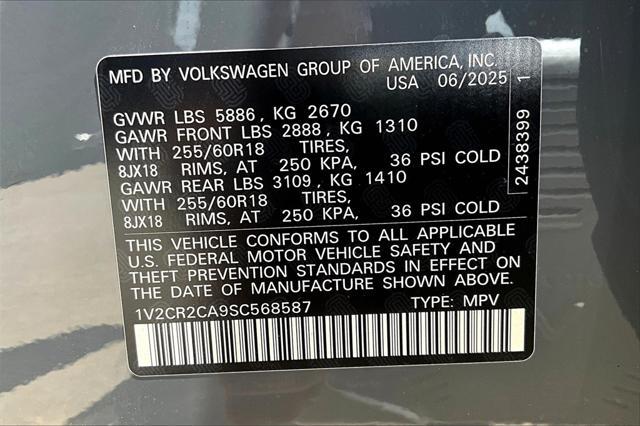 MFD BY VOLKSWAGEN GROUP OF AMERICA, INC.
USA 06/2025
GVWR LBS 5886, KG 2670
GAWR FRONT LBS 2888, KG 1310
WITH 255/60R18 TIRES,
8JX18 RIMS, AT 250 KPA, 36 PSI COLD
GAWR REAR LBS 3109, KG 1410
WITH 255/60R18 TIRES,
8JX18 RIMS, AT 250 KPA, 36 PSI COLD
THIS VEHICLE CONFORMS TO ALL APPLICABLE
U.S. FEDERAL MOTOR VEHICLE SAFETY AND
THEFT PREVENTION STANDARDS IN EFFECT ON
THE DATE OF MANUFACTURE SHOWN ABOVE.
1V2CR2CA9SC568587 TYPE: MPV
2438399 1